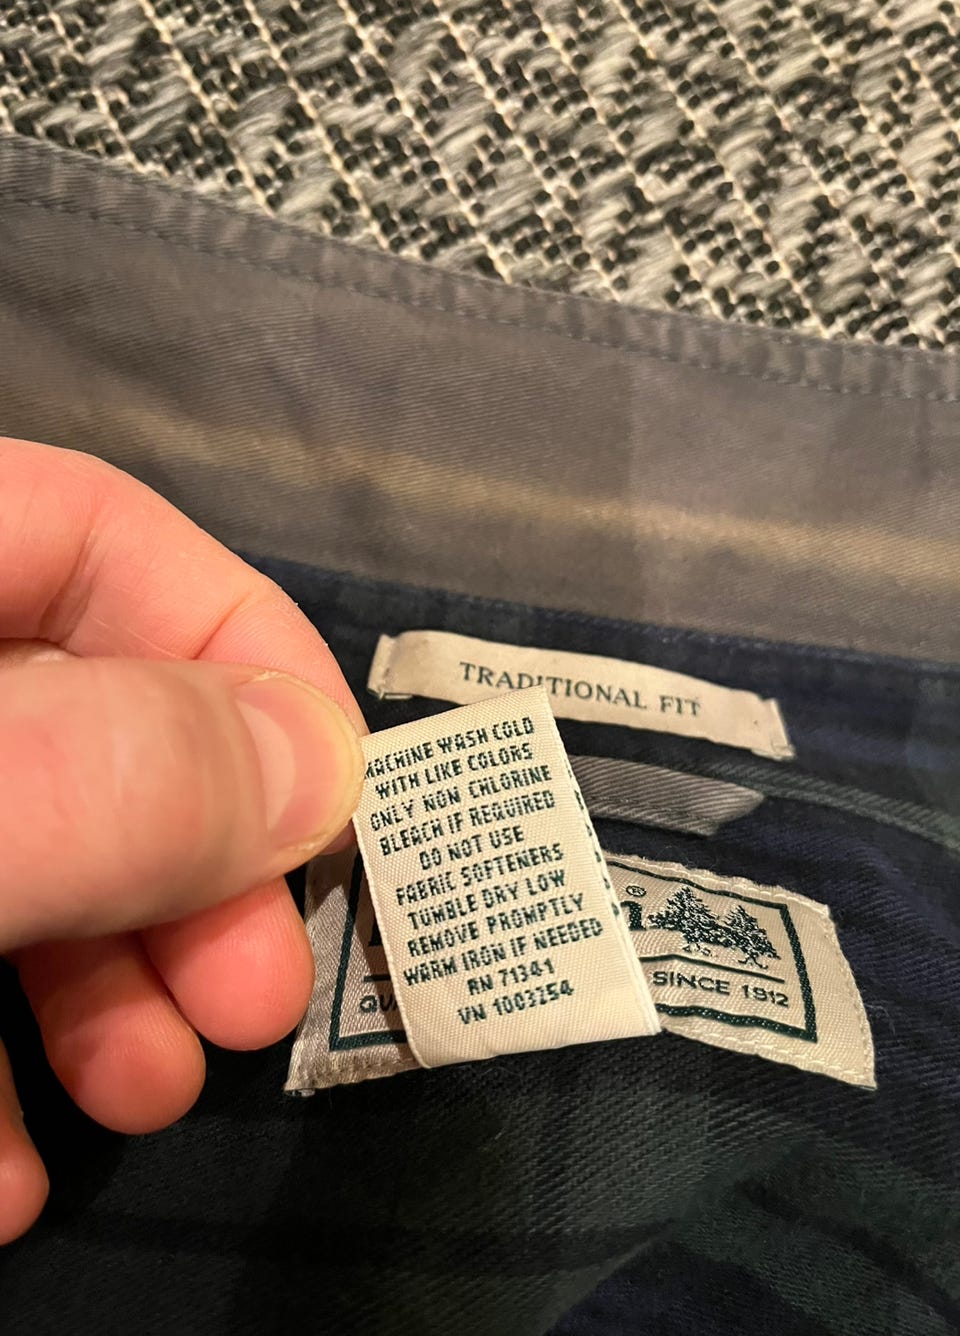 TRADITIONAL FIT
MACHINE WASH COLD
WITH LIKE COLORS
ONLY NON CHLORINE
BLEACH IF REQUIRED
DO NOT USE
FABRIC SOFTENERS
TUMBLE DRY LOW
REMOVE PROMPTLY
WARM IRON IF NEEDED
RN 71341
VN
®
SINCE 1912